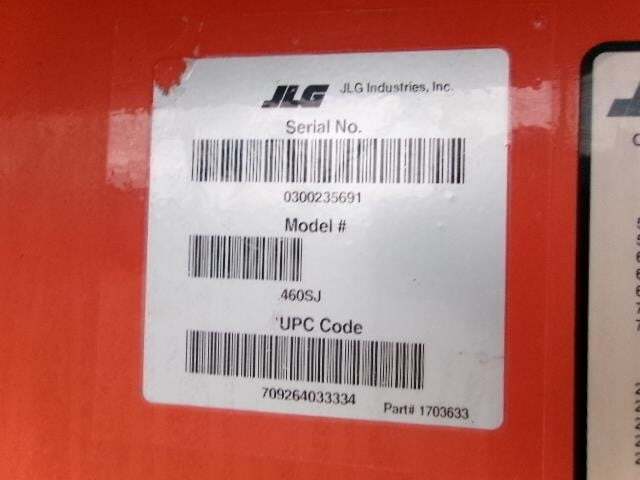 JLG JLG Industries, Inc.
Serial No.
0300235691
Model #
460SJ
UPC Code
709264033334
Part# 1703633